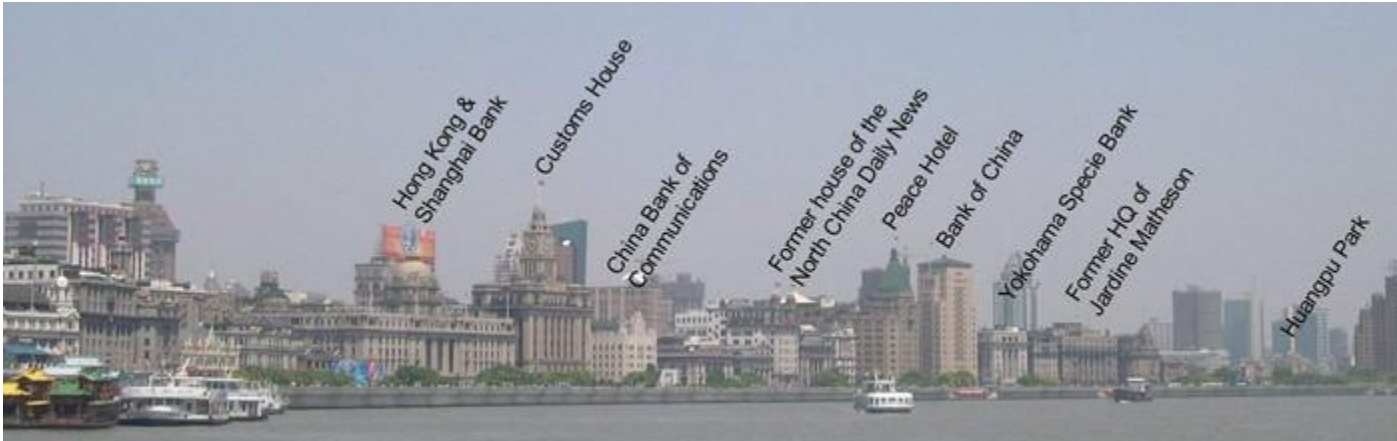 Hong Kong &
Shanghai Bank
Customs House
China Bank of
Communications
Former house of the
North China Daily News
Peace Hotel
Bank of China
Yokohama Specie Bank
Former HQ of
Jardine Matheson
Huangpu Park